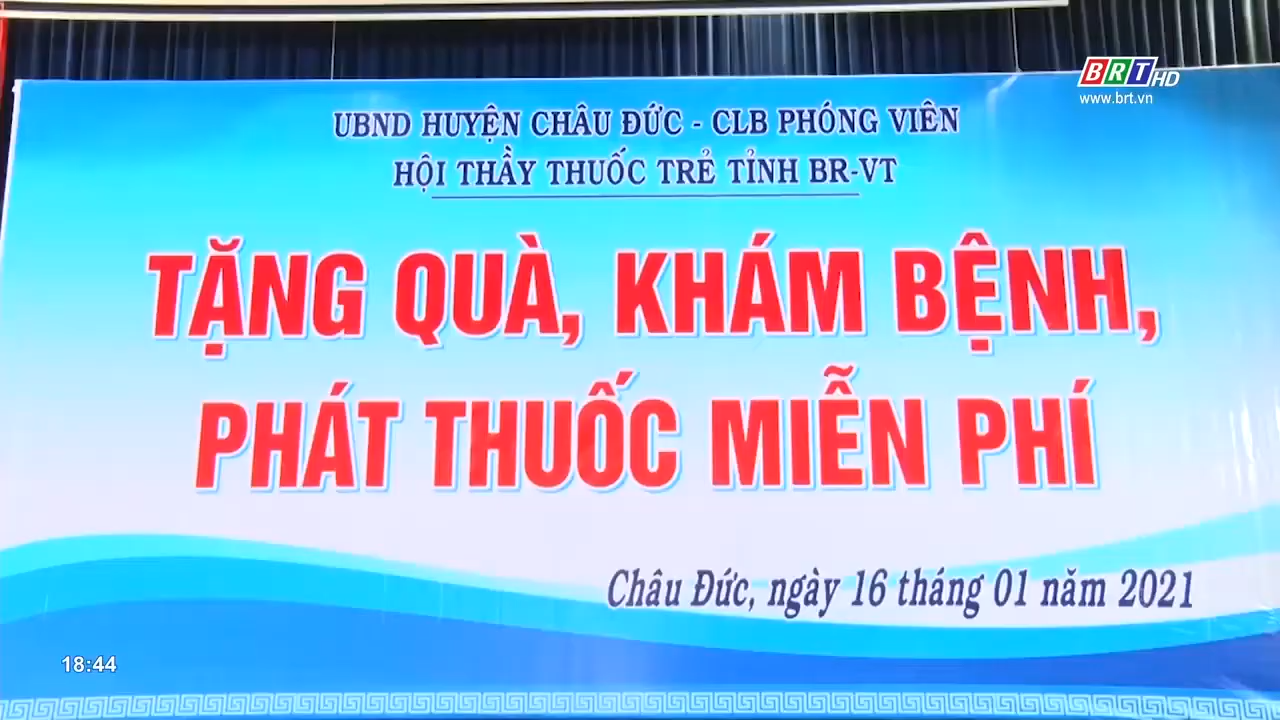 BRT HD
www.brt.vn
UBND HUYỆN CHÂU ĐỨC - CLB PHÓNG VIÊN
HỘI THẦY THUỐC TRẺ TỈNH BR-VT
TẶNG QUÀ, KHÁM BỆNH,
PHÁT THUỐC MIỄN PHÍ
Châu Đức, ngày 16 tháng 01 năm 2021
18:44